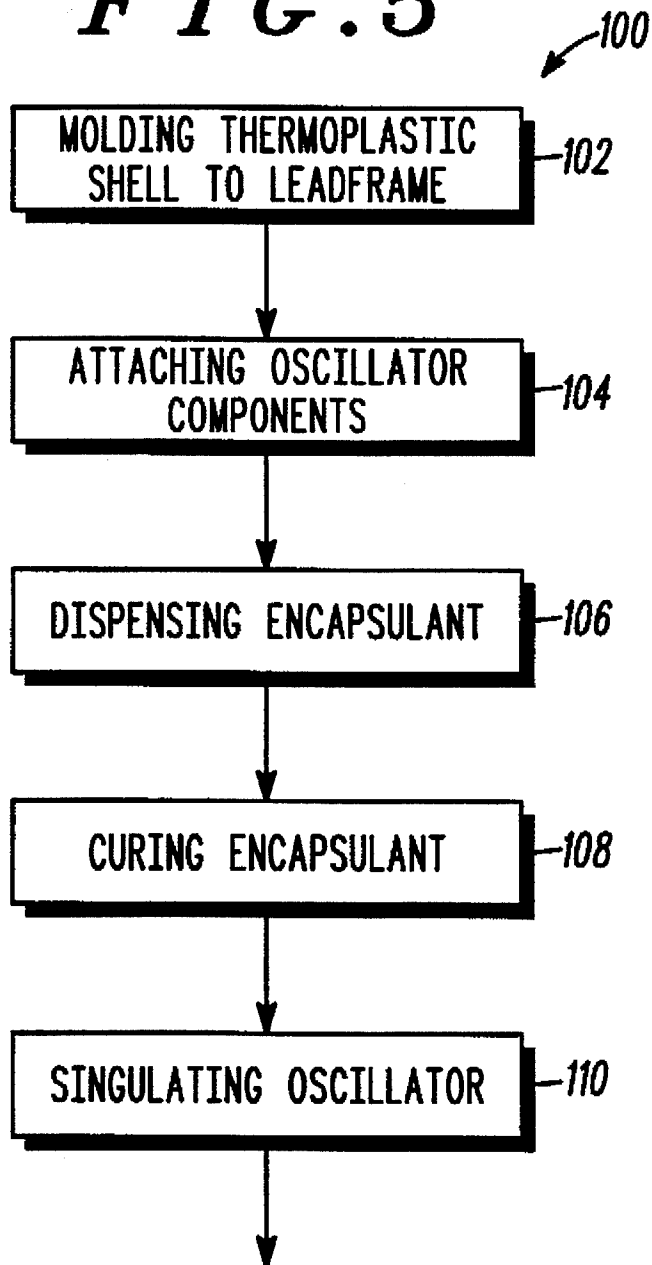 FIG.5
100
MOLDING THERMOPLASTIC
SHELL TO LEADFRAME
102
ATTACHING OSCILLATOR
COMPONENTS
104
DISPENSING ENCAPSULANT
106
CURING ENCAPSULANT
108
SINGULATING OSCILLATOR
110